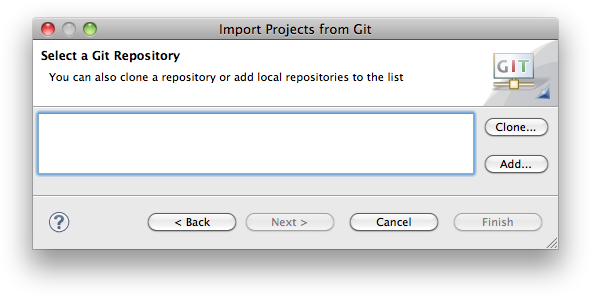 Import Projects from Git
Select a Git Repository
You can also clone a repository or add local repositories to the list
GIT
Clone...
Add...
?
< Back
Next >
Cancel
Finish